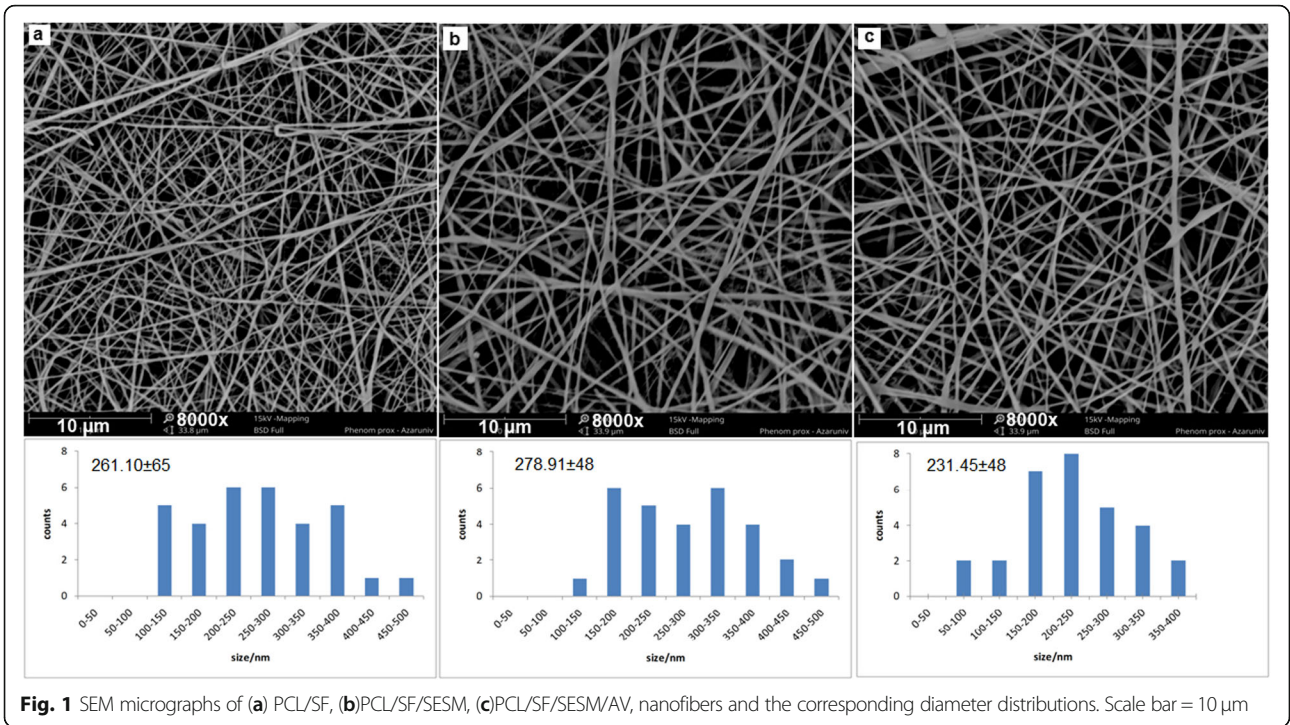 a
b
c
10 µm
8000x
33.8 µm
15kV -Mapping
BSD Full
Phenom prox - Azaruniv
10 µm
8000x
33.9 µm
15kV -Mapping
BSD Full
Phenom prox - Azaruniv
10 µm
8000x
33.9 µm
15kV -Mapping
BSD Full
Phenom prox - Azaruniv
261.10±65
counts
8
6
4
2
0
0-50
50-100
100-150
150-200
200-250
250-300
300-350
350-400
400-450
450-500
size/nm
278.91±48
counts
8
6
4
2
0
0-50
50-100
100-150
150-200
200-250
250-300
300-350
350-400
400-450
450-500
size/nm
231.45±48
counts
8
6
4
2
0
0-50
50-100
100-150
150-200
200-250
250-300
300-350
350-400
size/nm
Fig. 1 SEM micrographs of (a) PCL/SF, (b)PCL/SF/SESM, (c)PCL/SF/SESM/AV, nanofibers and the corresponding diameter distributions. Scale bar = 10 µm